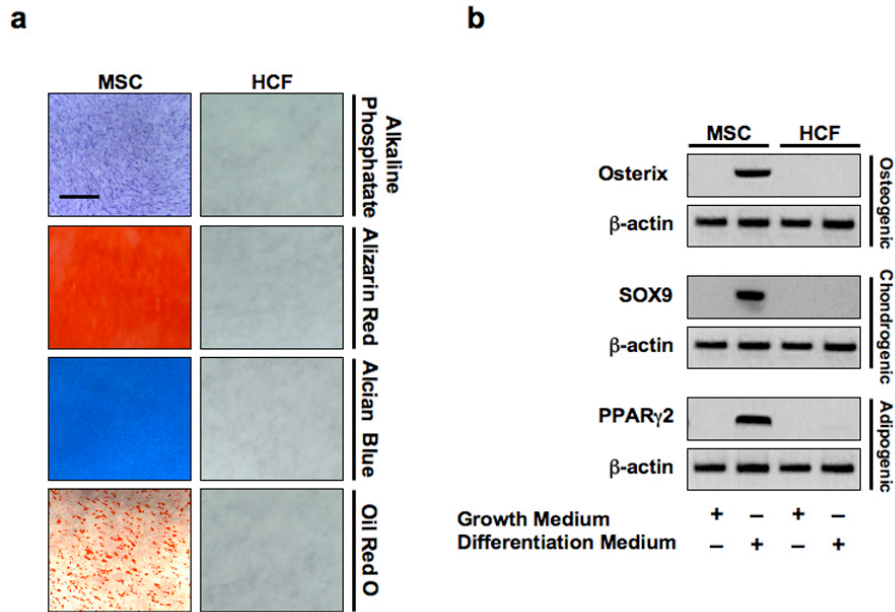 a
MSC HCF
Alkaline
Phosphatate
Alizarin Red
Alcian Blue
Oil Red O
b
MSC HCF
Osterix
β-actin
Osteogenic
SOX9
β-actin
Chondrogenic
PPARγ2
β-actin
Adipogenic
Growth Medium + – + –
Differentiation Medium – + – +